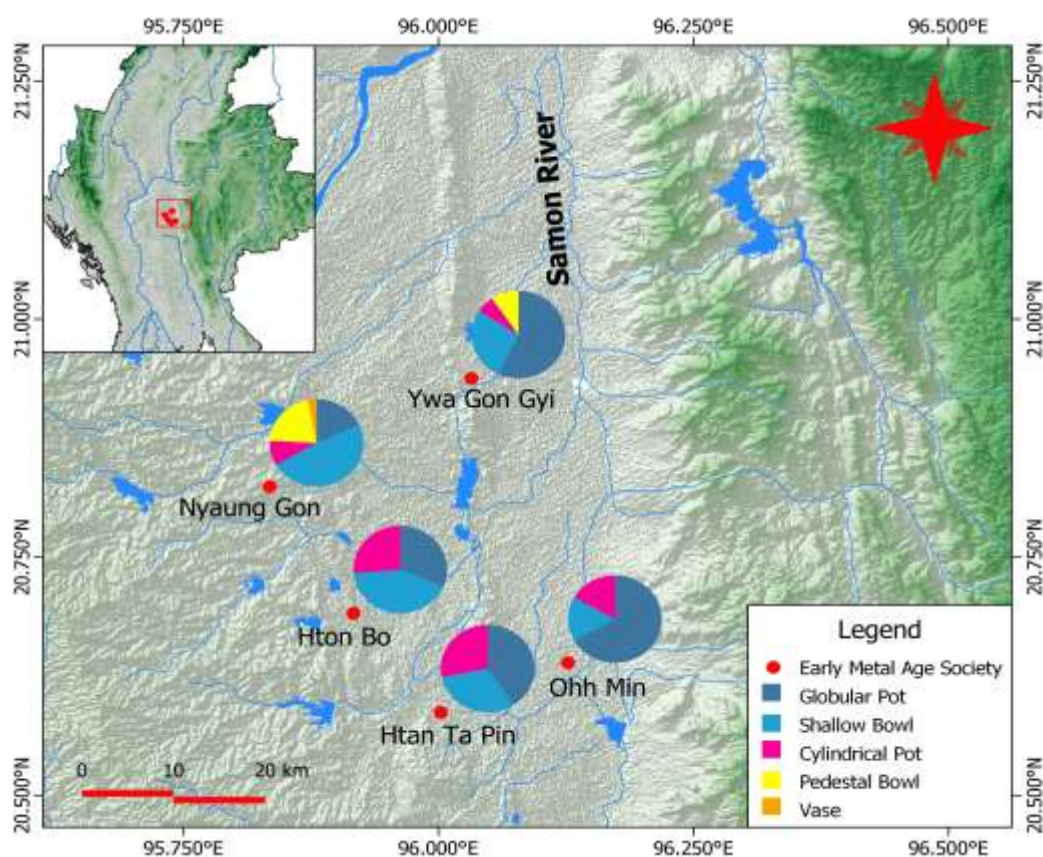 95.750°E 96.000°E 96.250°E 96.500°E
21.250°N
21.250°N
Samon River
21.000°N
21.000°N
Ywa Gon Gyi
Nyaung Gon
20.750°N
20.750°N
Hton Bo
Ohh Min
Htan Ta Pin
Legend
Early Metal Age Society
Globular Pot
Shallow Bowl
Cylindrical Pot
Pedestal Bowl
Vase
0 10 20 km
20.500°N
20.500°N
95.750°E 96.000°E 96.250°E 96.500°E